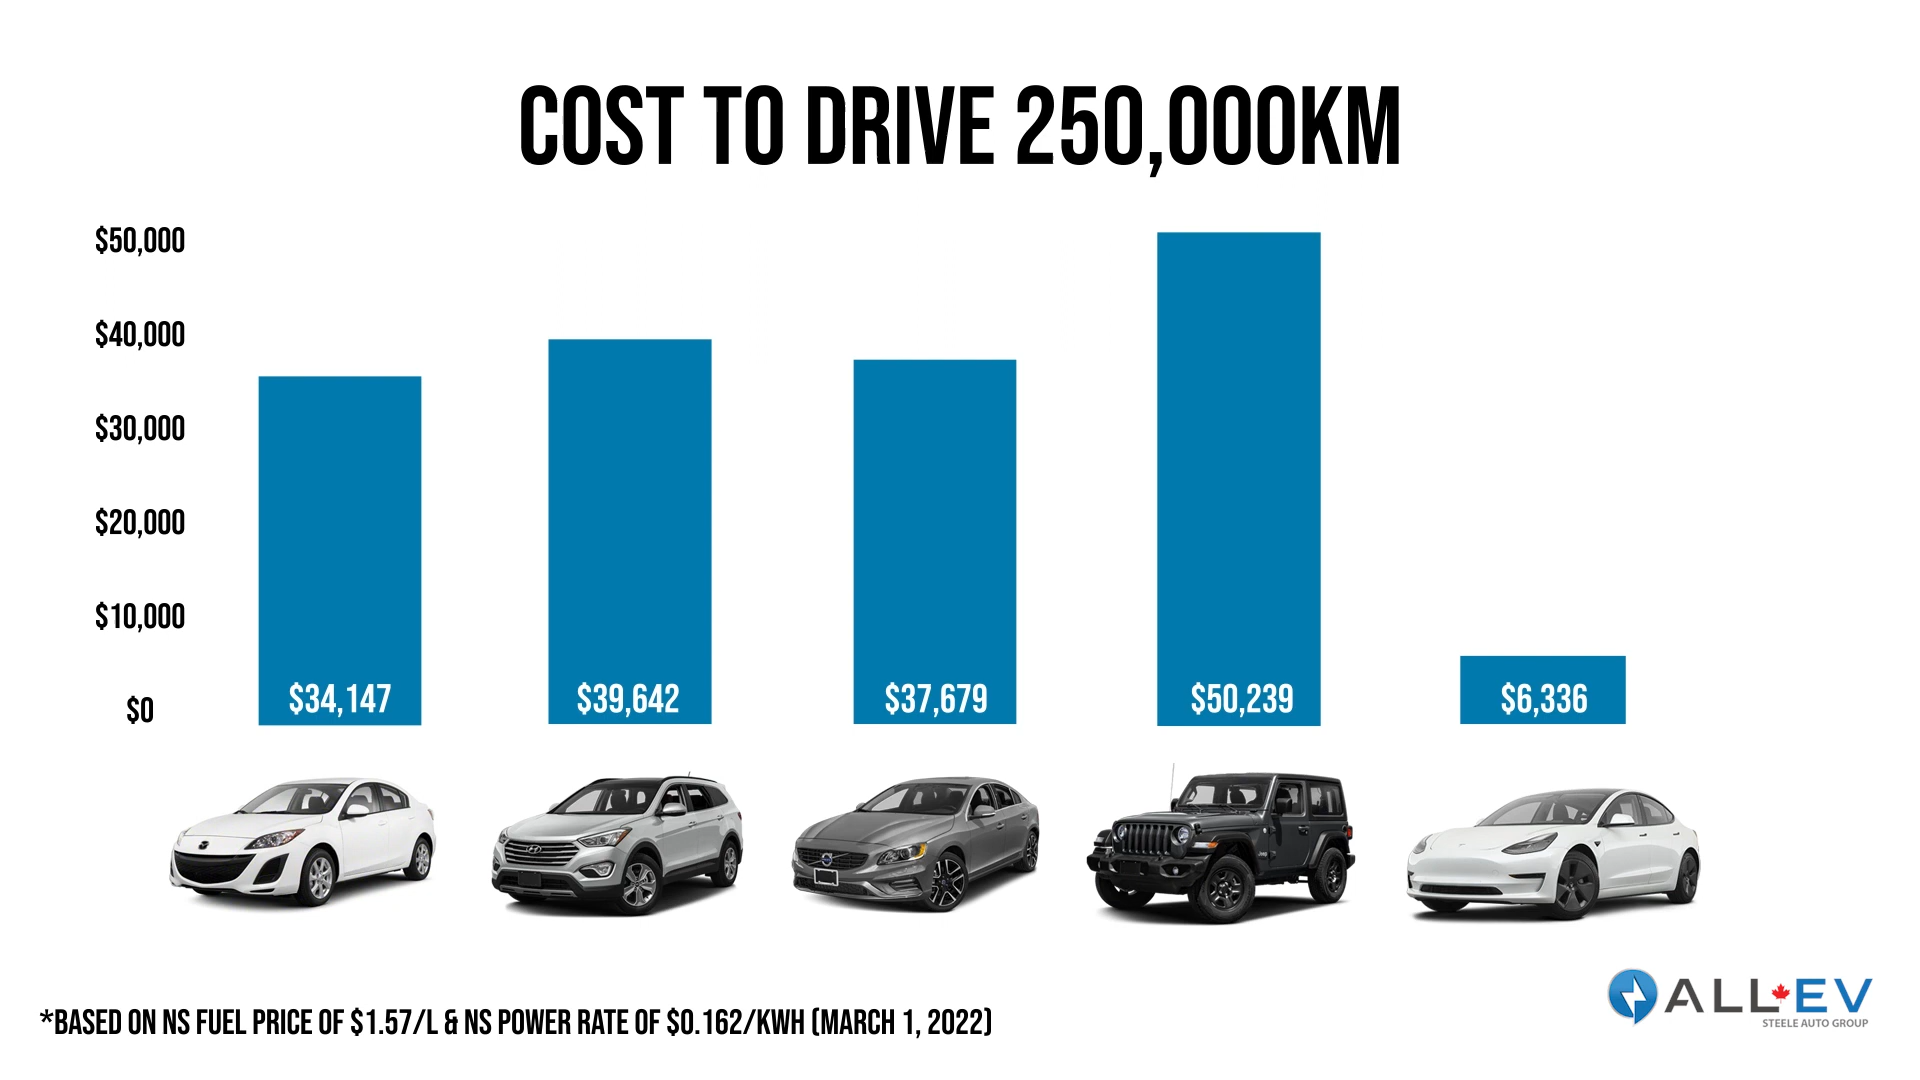 COST TO DRIVE 250,000KM
$50,000
$40,000
$30,000
$20,000
$10,000
$0
$34,147
$39,642
$37,679
$50,239
$6,336
*BASED ON NS FUEL PRICE OF $1.57/L & NS POWER RATE OF $0.162/KWH (MARCH 1, 2022)
ALL EV
STEELE AUTO GROUP